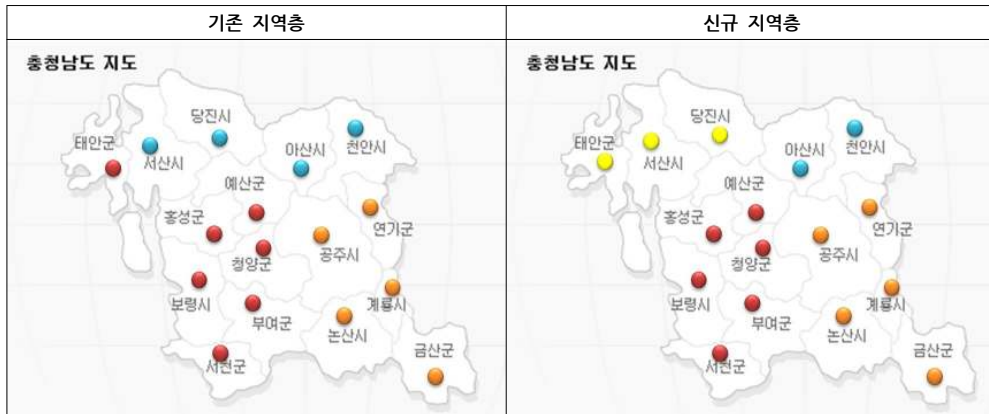 기존 지역층
신규 지역층
충청남도 지도
당진시
태안군
서산시
아산시
천안시
예산군
홍성군
연기군
공주시
청양군
보령시
계룡시
부여군
논산시
서천군
금산군
충청남도 지도
당진시
태안군
서산시
아산시
천안시
예산군
홍성군
연기군
공주시
청양군
보령시
계룡시
부여군
논산시
서천군
금산군